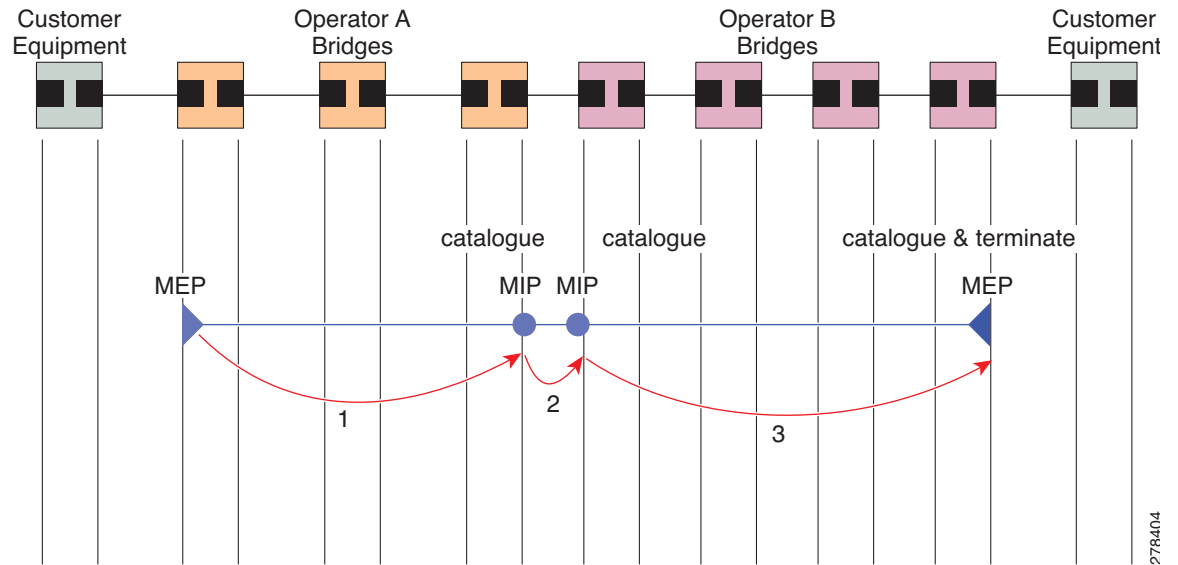 Customer
Equipment
Operator A
Bridges
Operator B
Bridges
Customer
Equipment
catalogue
catalogue
catalogue & terminate
MEP
MIP
MIP
MEP
1
2
3
278404